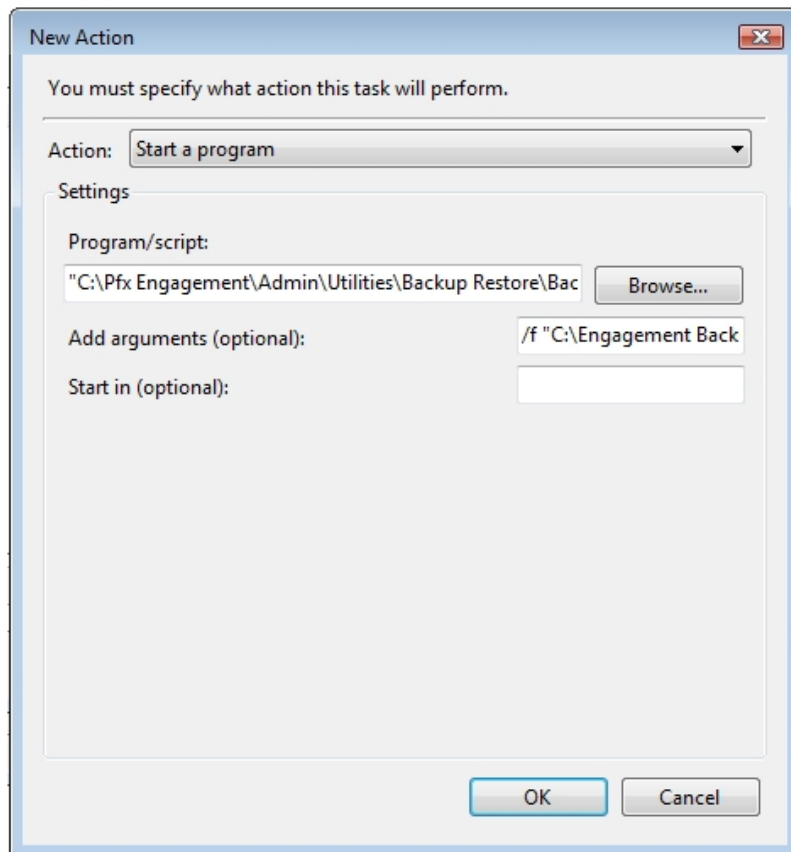 New Action
You must specify what action this task will perform.
Action: Start a program
Settings
Program/script:
"C:\Pfx Engagement\Admin\Utilities\Backup Restore\Bac Browse...
Add arguments (optional): /f "C:\Engagement Back
Start in (optional):
OK Cancel